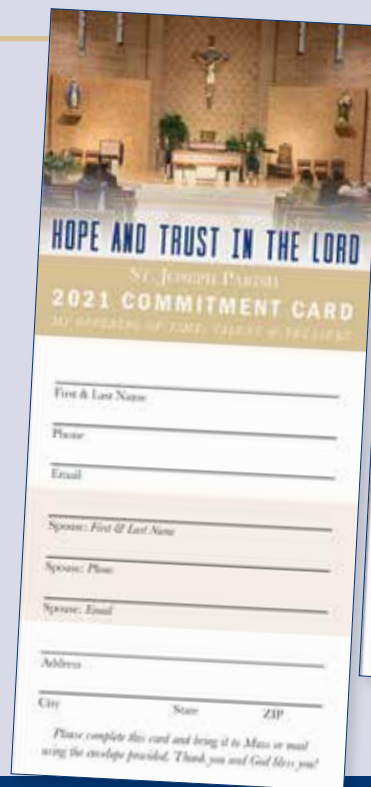 HOPE AND TRUST IN THE LORD
ST. JOSEPH PARISH
2021 COMMITMENT CARD
MY OFFERING OF TIME, TALENT & TREASURE
First & Last Name
Phone
Email
Spouse: First & Last Name
Spouse: Phone
Spouse: Email
Address
City State ZIP
Please complete this card and bring it to Mass or mail
using the envelope provided. Thank you and God bless you!